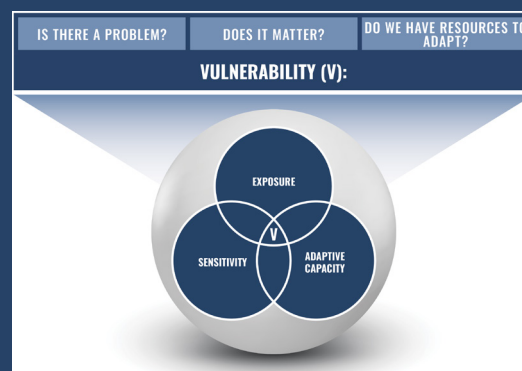 IS THERE A PROBLEM?
DOES IT MATTER?
DO WE HAVE RESOURCES TO
ADAPT?
VULNERABILITY (V):
EXPOSURE
V
SENSITIVITY
ADAPTIVE
CAPACITY